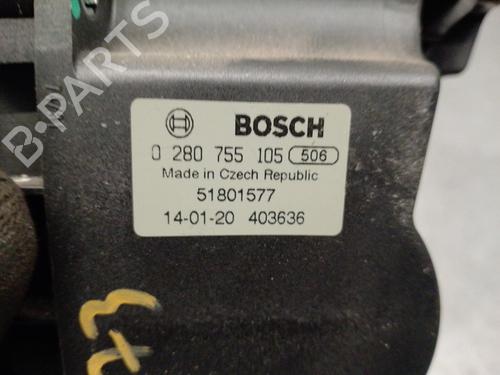 B-PARTS
BOSCH
0 280 755 105 506
Made in Czech Republic
51801577
14-01-20 403636